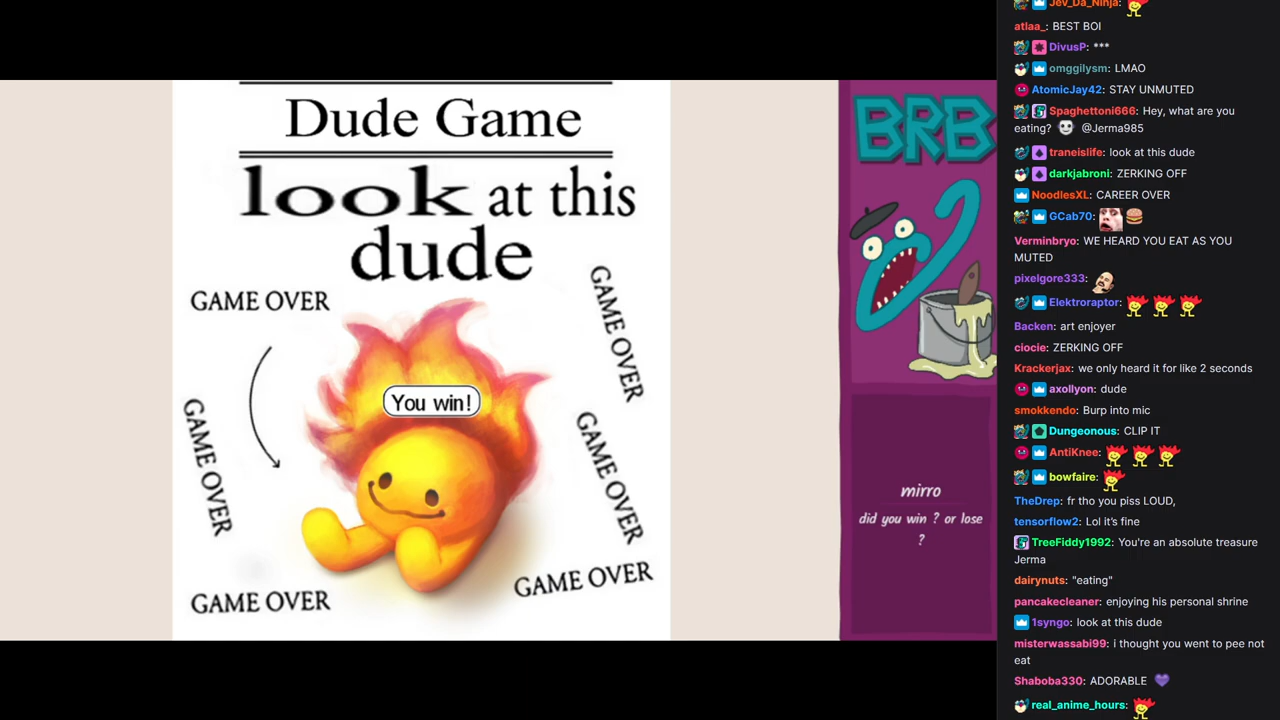 Dude Game
look at this
dude
GAME OVER
GAME OVER
You win!
GAME OVER
GAME OVER
GAME OVER
GAME OVER
BRB
mirro
did you win ? or lose
?
Jev_Da_Ninja:
atlaa_: BEST BOI
DivusP: ***
omggilysm: LMAO
AtomicJay42: STAY UNMUTED
Spaghettoni666: Hey, what are you
eating? @Jerma985
traneislife: look at this dude
darkjabroni: ZERKING OFF
NoodlesXL: CAREER OVER
GCab70:
Verminbryo: WE HEARD YOU EAT AS YOU
MUTED
pixelgore333:
Elektroraptor:
Backen: art enjoyer
ciocie: ZERKING OFF
Krackerjax: we only heard it for like 2 seconds
axollyon: dude
smokkendo: Burp into mic
Dungeonous: CLIP IT
AntiKnee:
bowfaire:
TheDrep: fr tho you piss LOUD,
tensorflow2: Lol it's fine
TreeFiddy1992: You're an absolute treasure
Jerma
dairynuts: "eating"
pancakecleaner: enjoying his personal shrine
1syngo: look at this dude
misterwassabi99: i thought you went to pee not
eat
Shaboba330: ADORABLE
real_anime_hours: